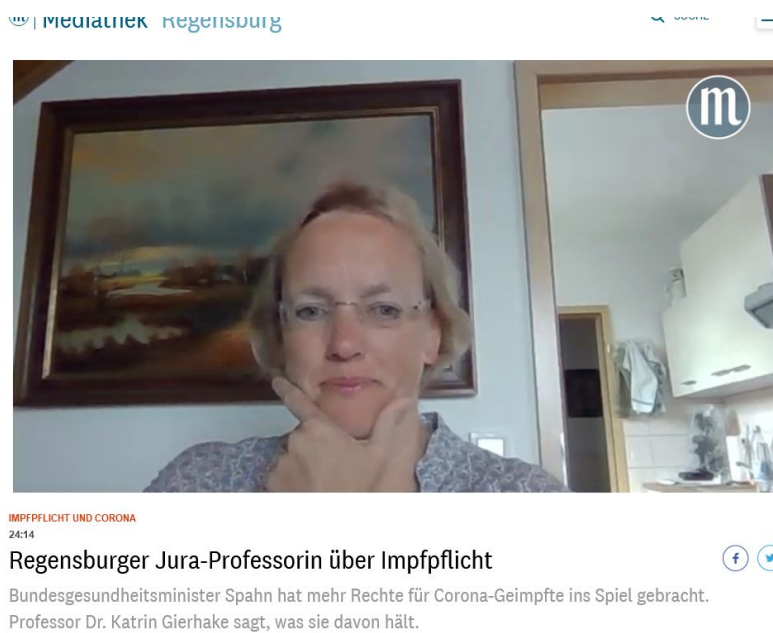 m | Mediathek Regensburg
SUCHE
m
IMPFPFLICHT UND CORONA
24:14
Regensburger Jura-Professorin über Impfpflicht
Bundesgesundheitsminister Spahn hat mehr Rechte für Corona-Geimpfte ins Spiel gebracht.
Professor Dr. Katrin Gierhake sagt, was sie davon hält.